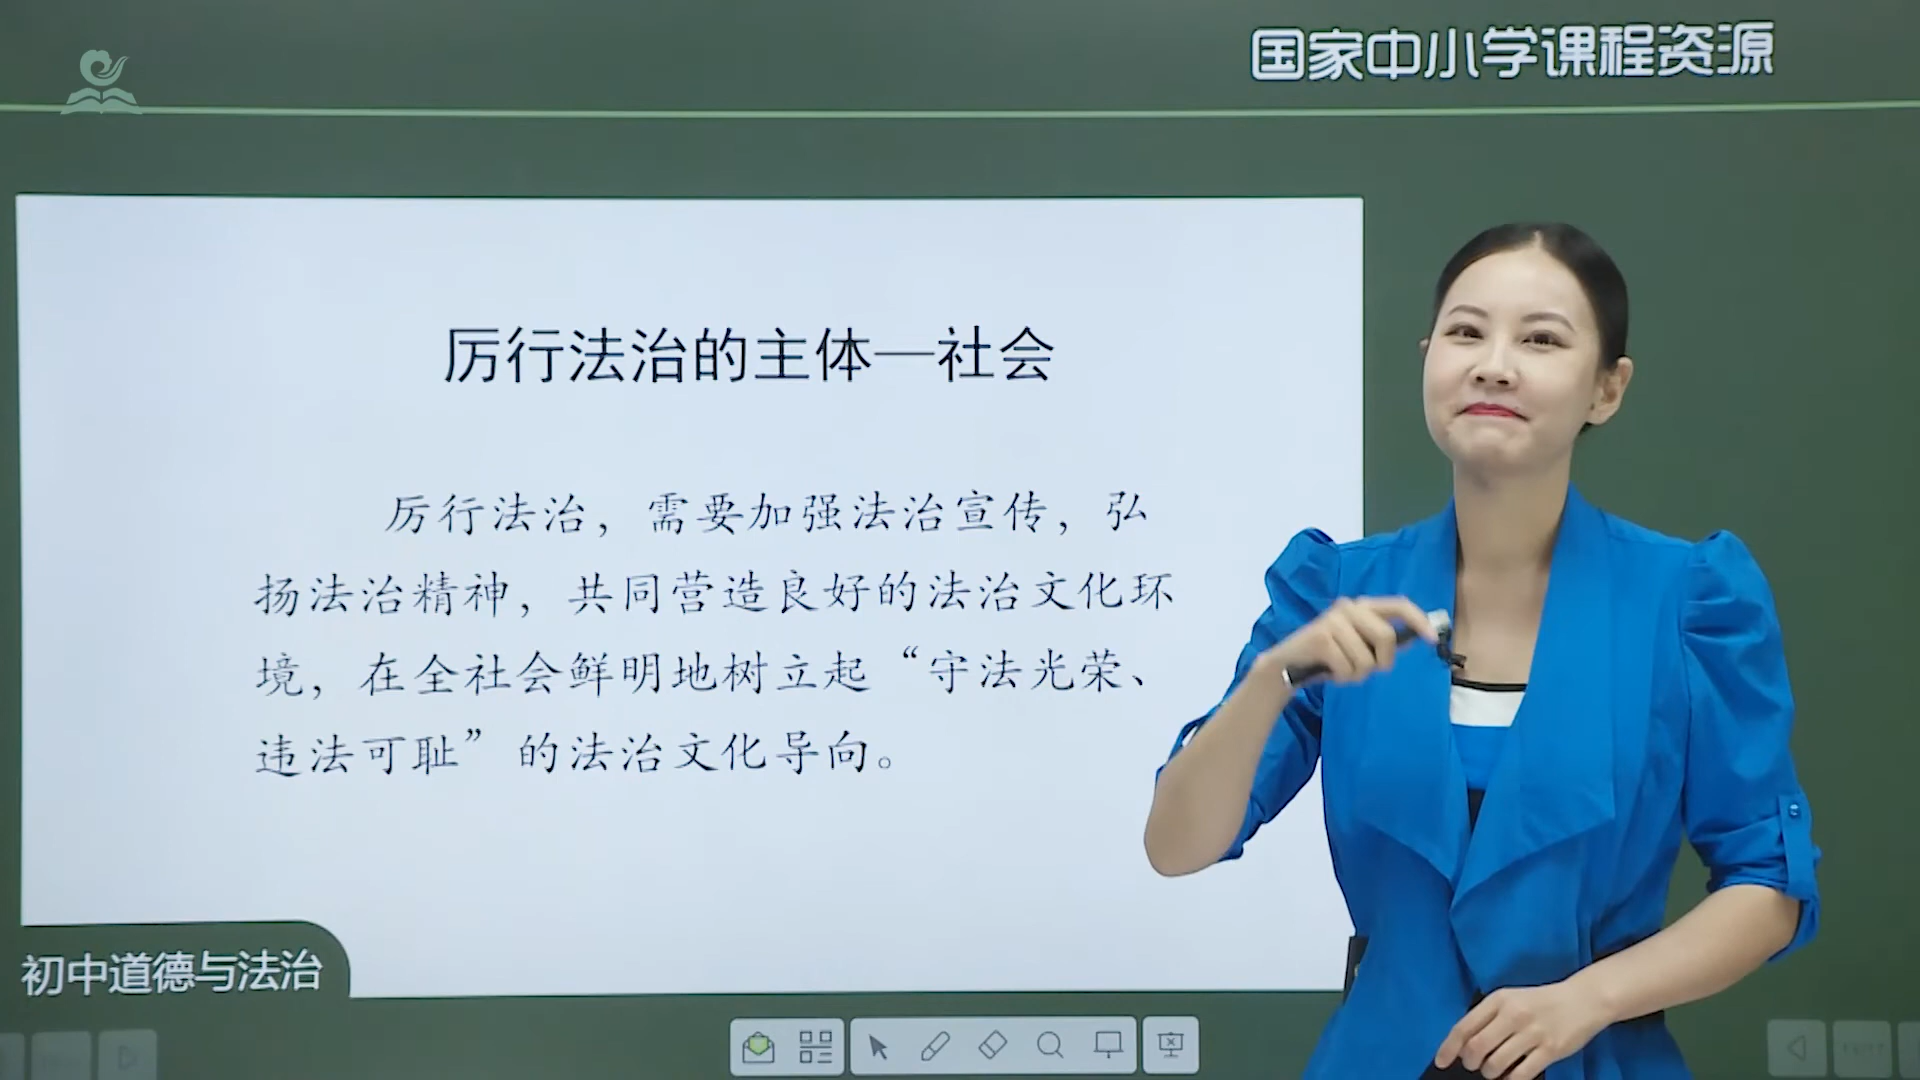 国家中小学课程资源
厉行法治的主体—社会
厉行法治，需要加强法治宣传，弘
扬法治精神，共同营造良好的法治文化环
境，在全社会鲜明地树立起“守法光荣、
违法可耻”的法治文化导向。
初中道德与法治